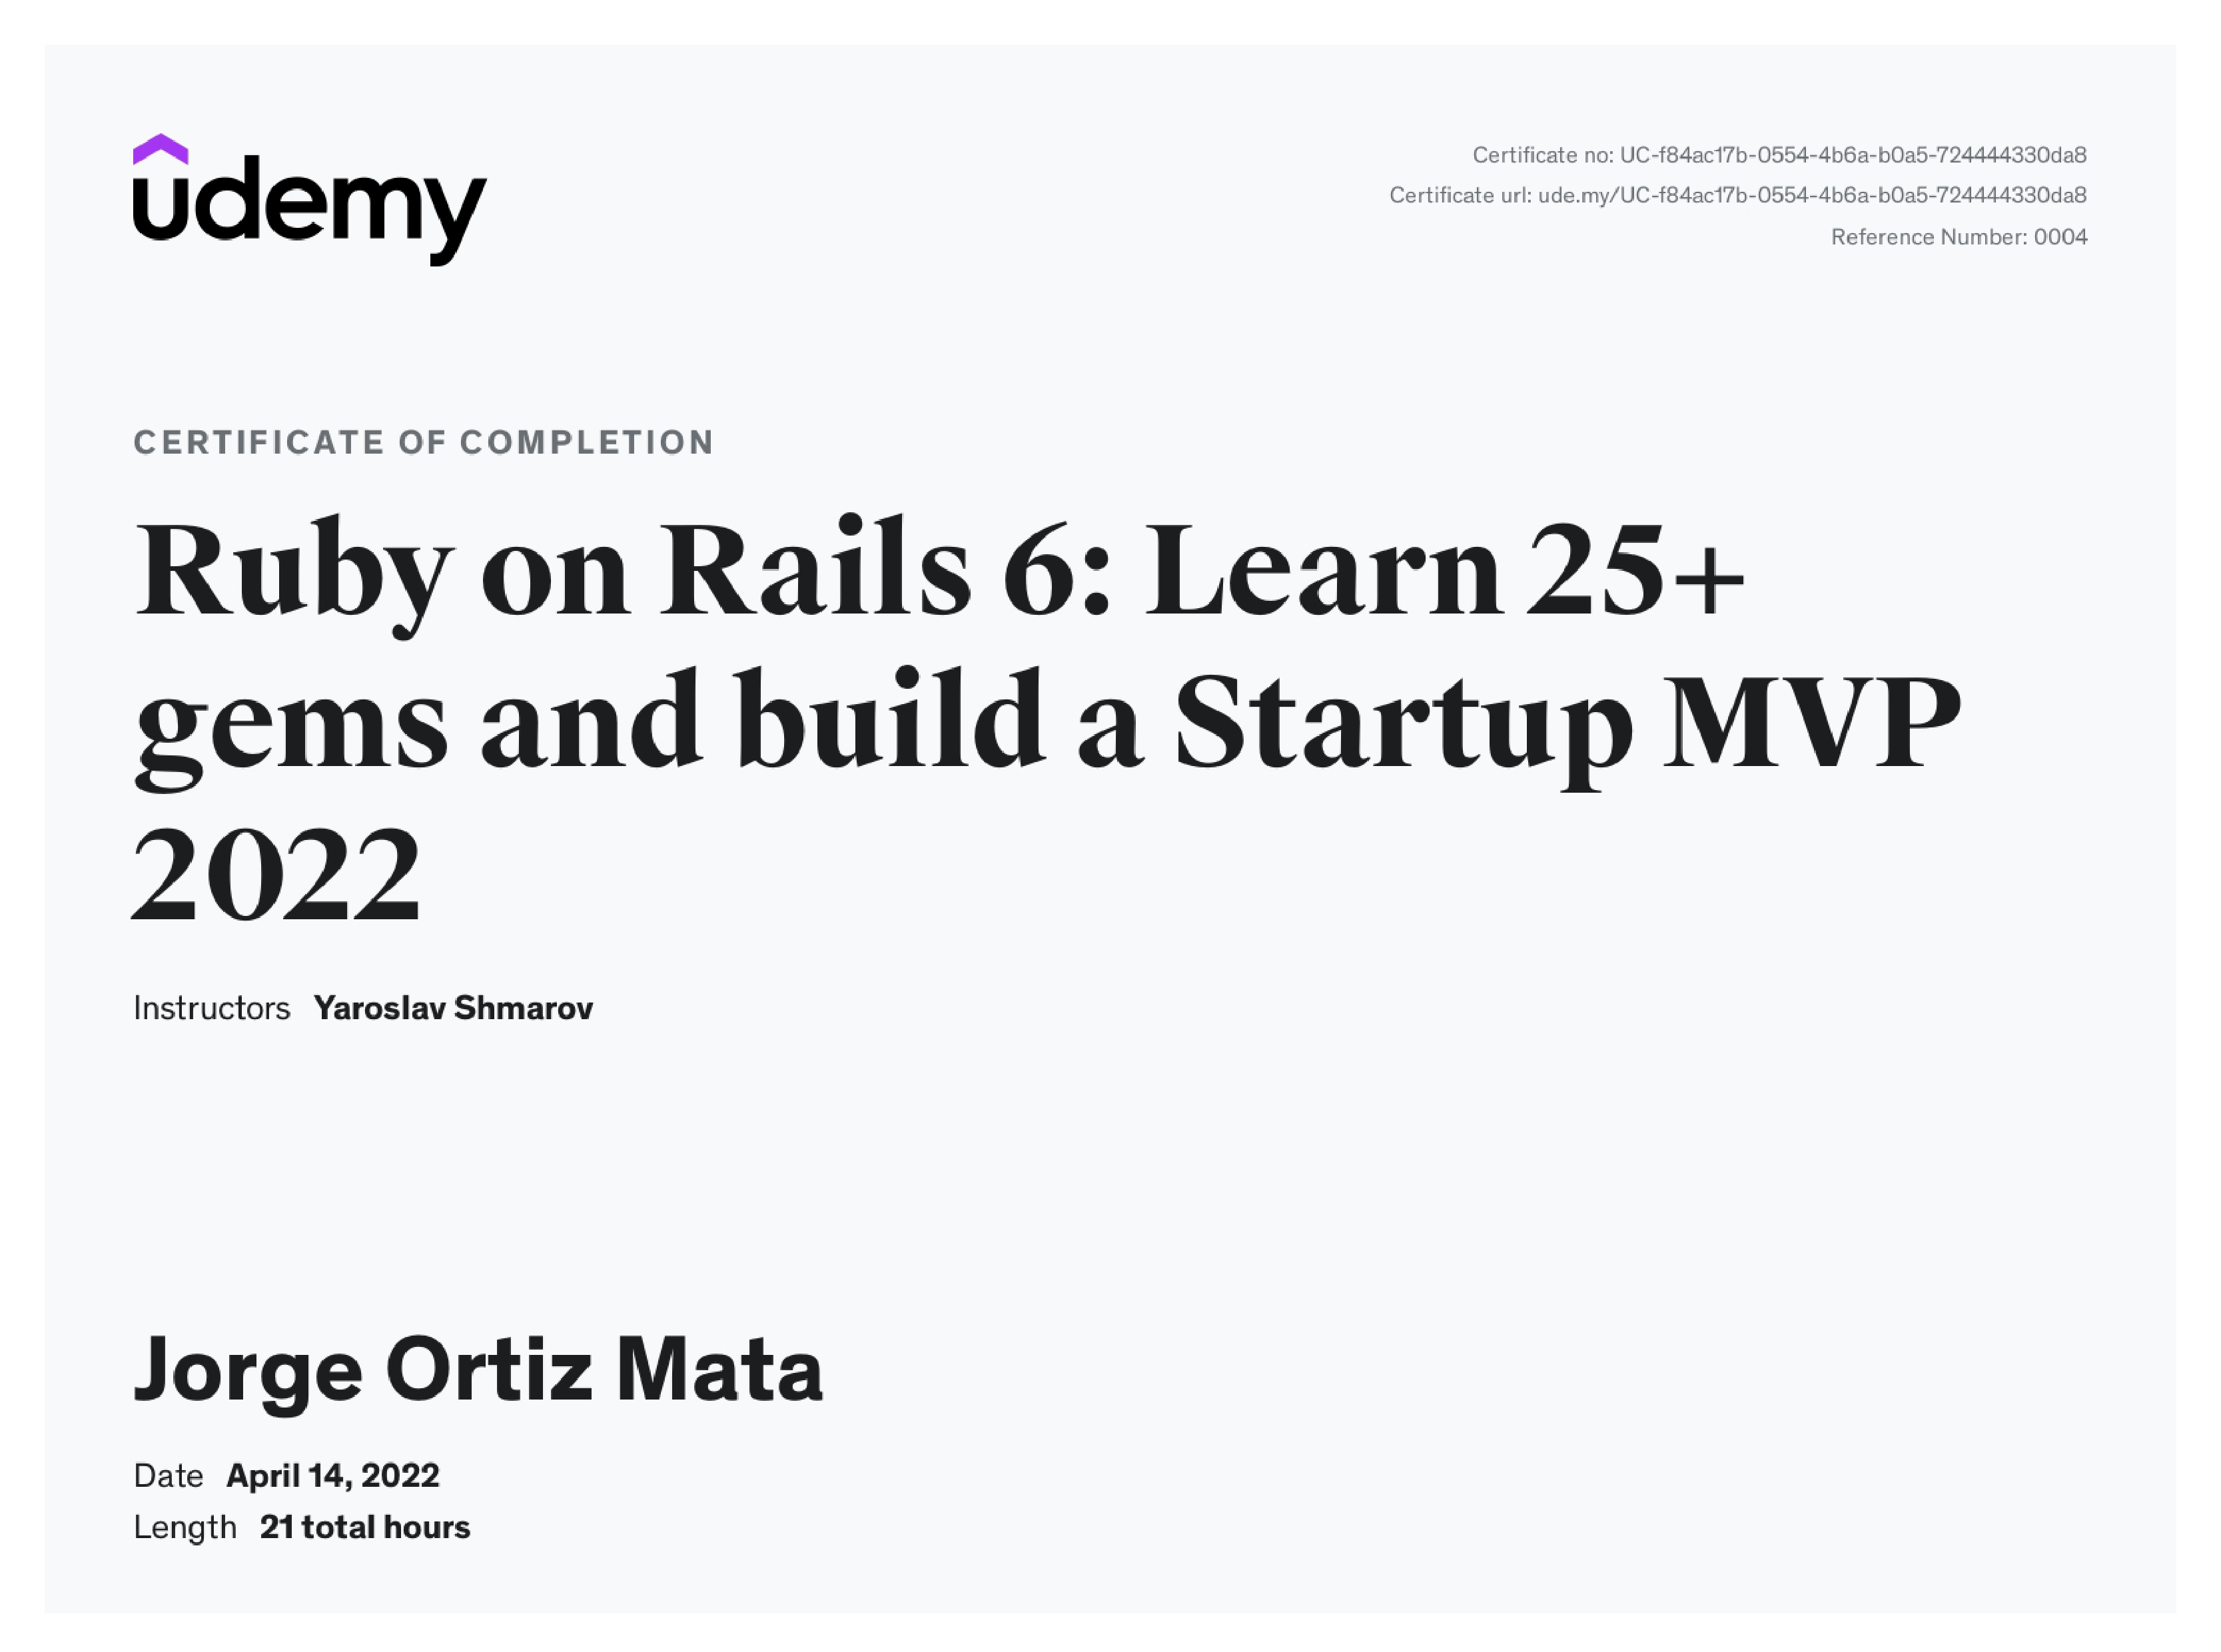 udemy
Certificate no: UC-f84ac17b-0554-4b6a-b0a5-724444330da8
Certificate url: ude.my/UC-f84ac17b-0554-4b6a-b0a5-724444330da8
Reference Number: 0004
CERTIFICATE OF COMPLETION
Ruby on Rails 6: Learn 25+
gems and build a Startup MVP
2022
Instructors Yaroslav Shmarov
Jorge Ortiz Mata
Date April 14, 2022
Length 21 total hours